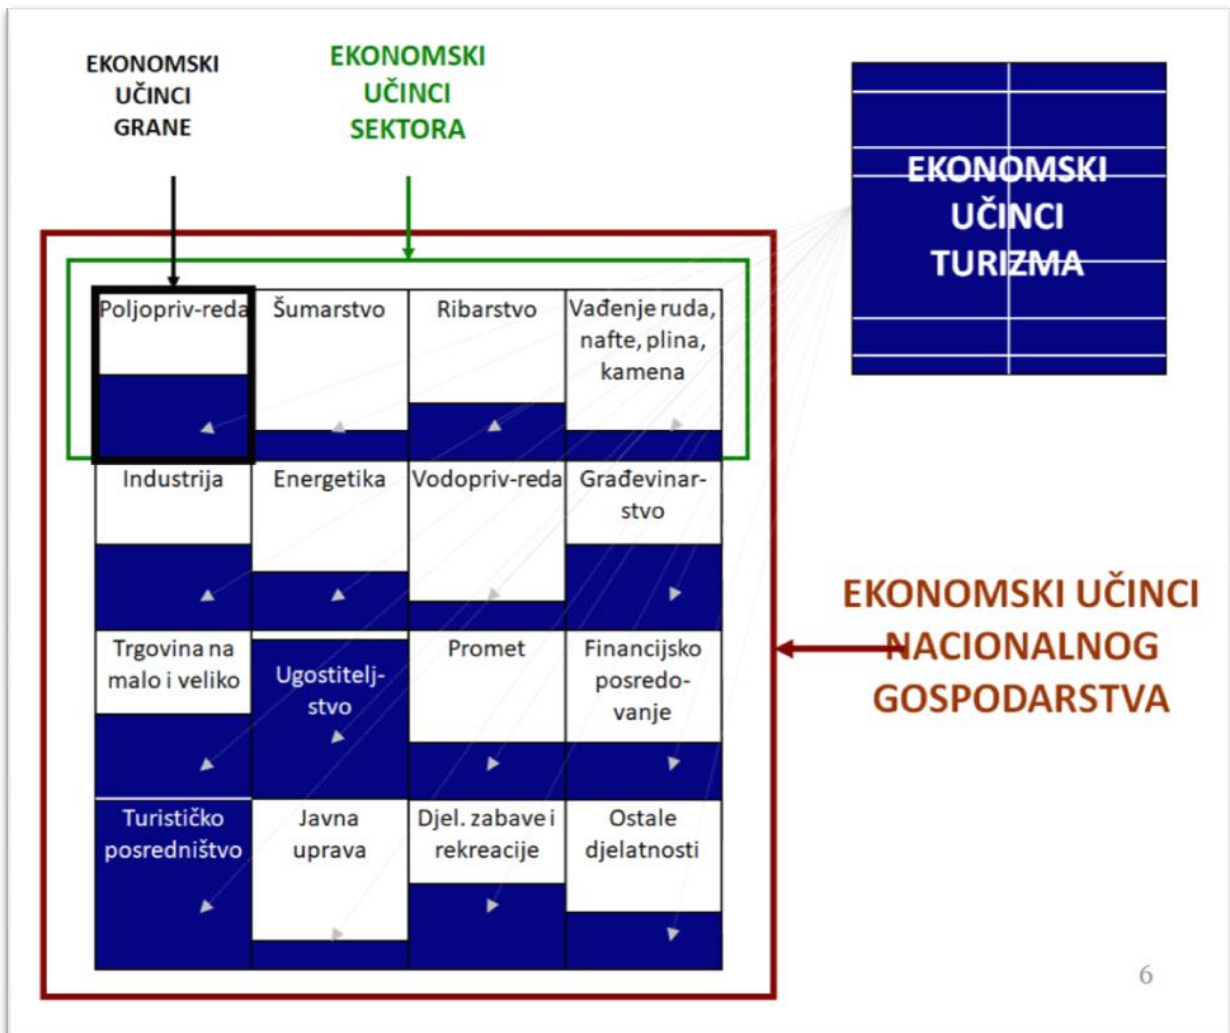 EKONOMSKI
UČINCI
GRANE
EKONOMSKI
UČINCI
SEKTORA
EKONOMSKI
UČINCI
TURIZMA
Poljopriv-reda
Šumarstvo
Ribarstvo
Vađenje ruda,
nafte, plina,
kamena
Industrija
Energetika
Vodopriv-reda
Građevinar-
stvo
Trgovina na
malo i veliko
Ugostitelj-
stvo
Promet
Financijsko
posredo-
vanje
Turističko
posredništvo
Javna
uprava
Djel. zabave i
rekreacije
Ostale
djelatnosti
EKONOMSKI UČINCI
NACIONALNOG
GOSPODARSTVA
6